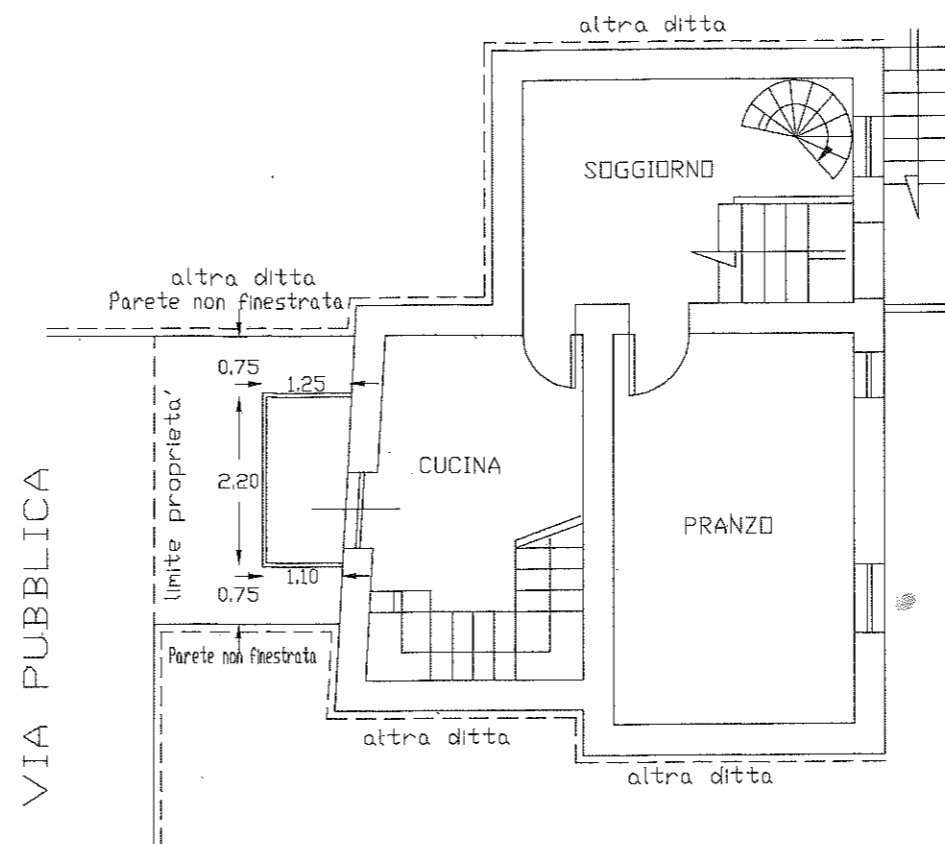 altra ditta
SOGGIORNO
altra ditta
Parete non finestrata
0.75
1.25
limite proprieta'
2.20
CUCINA
PRANZO
VIA PUBBLICA
1.10
0.75
Parete non finestrata
altra ditta
altra ditta